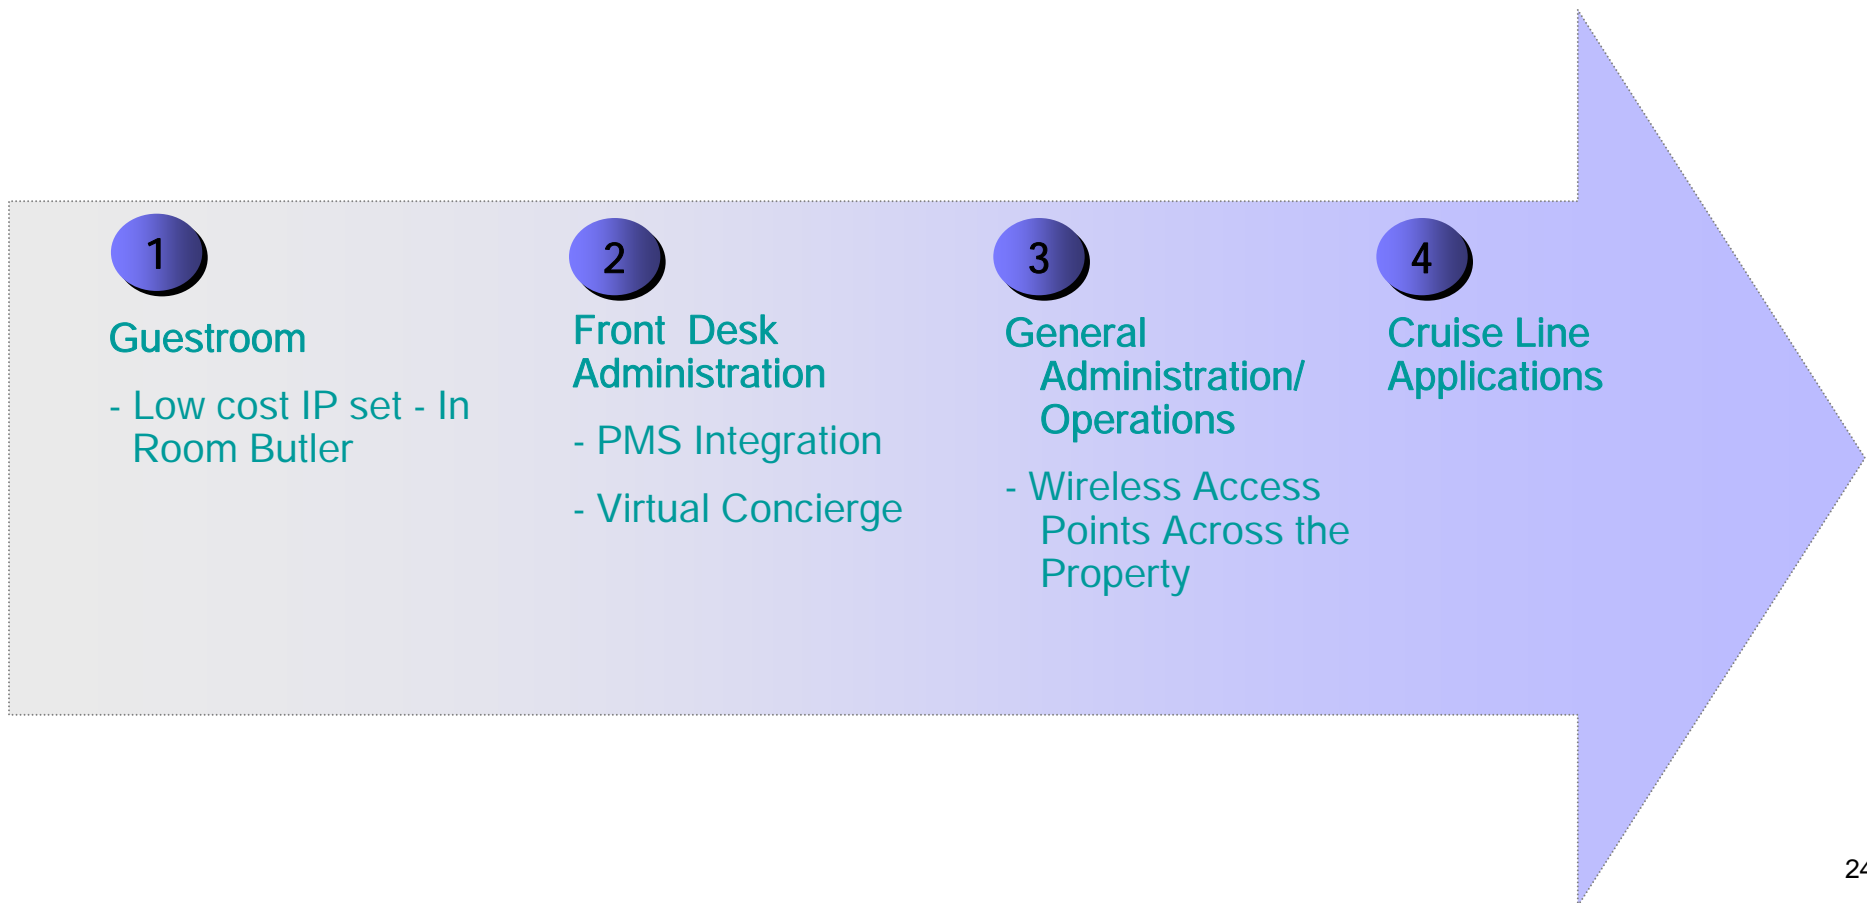 1
Guestroom
- Low cost IP set - In
Room Butler
2
Front Desk
Administration
- PMS Integration
- Virtual Concierge
3
General
Administration/
Operations
- Wireless Access
Points Across the
Property
4
Cruise Line
Applications
24